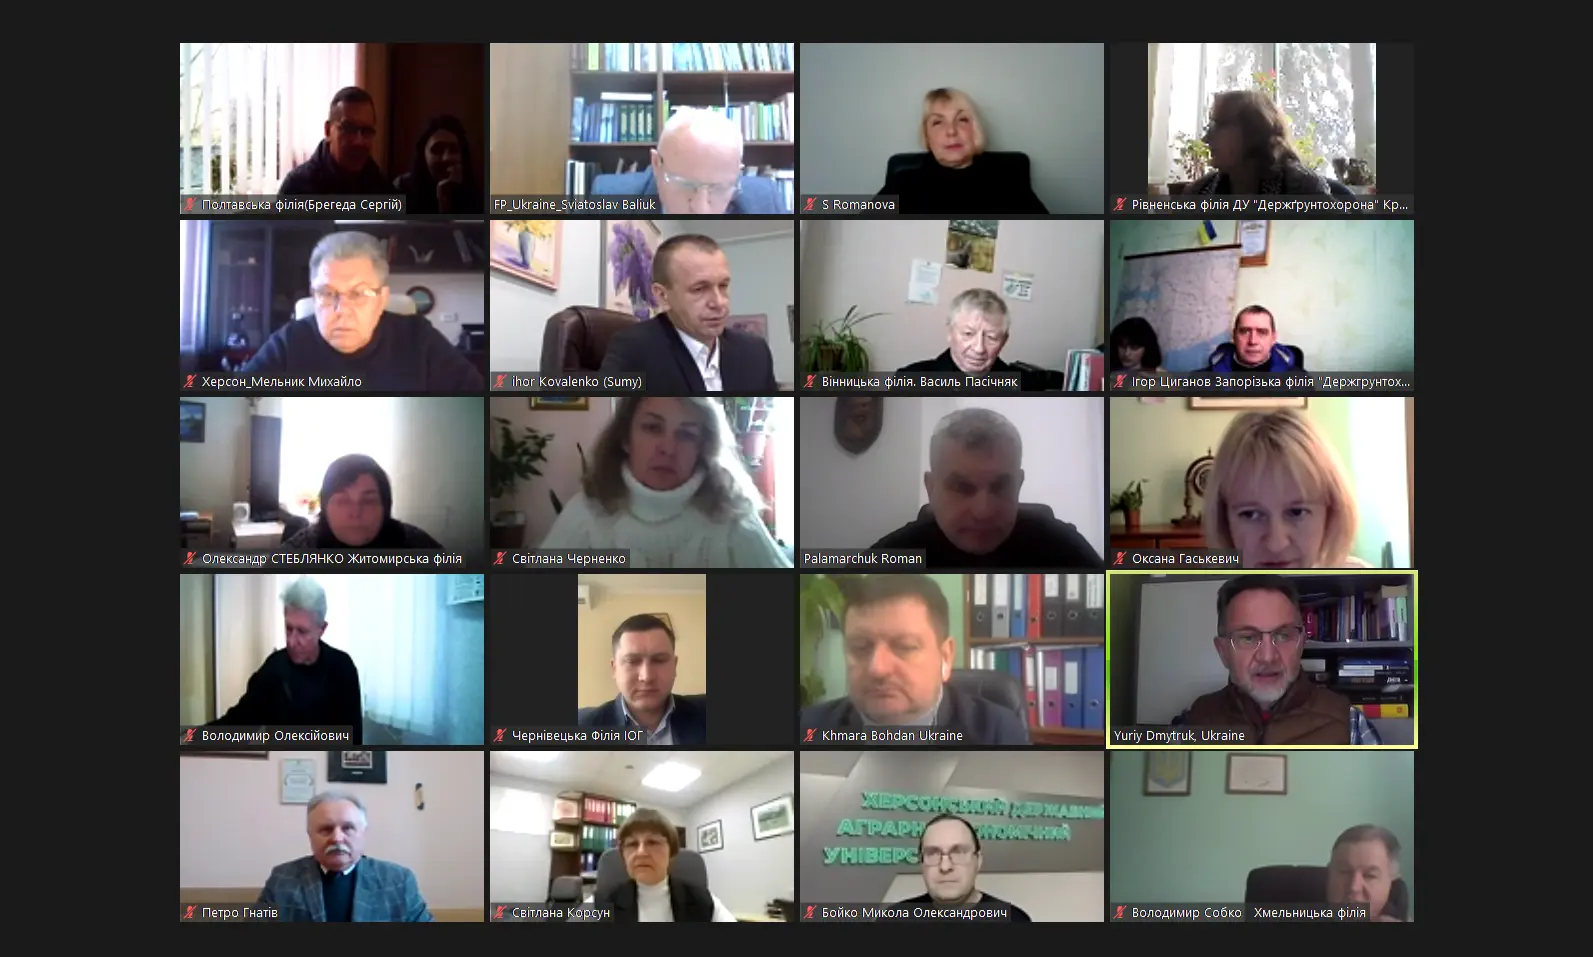 Полтавська філія(Брегеда Сергій)
FP_Ukraine_Sviatoslav Baliuk
S Romanova
Рівненська філія ДУ "Держґрунтохорона" Кр...
Херсон_Мельник Михайло
ihor Kovalenko (Sumy)
Вінницька філія. Василь Пасічняк
Ігор Циганов Запорізька філія "Держгрунтох...
Олександр СТЕБЛЯНКО Житомирська філія
Світлана Черненко
Palamarchuk Roman
Оксана Гаськевич
Володимир Олексійович
Чернівецька Філія ІОГ
Khmara Bohdan Ukraine
Yuriy Dmytruk, Ukraine
ХЕРСОНСЬКИЙ ДЕРЖАВНИЙ
Петро Гнатів
Світлана Корсун
Бойко Микола Олександрович
Володимир Собко Хмельницька філія